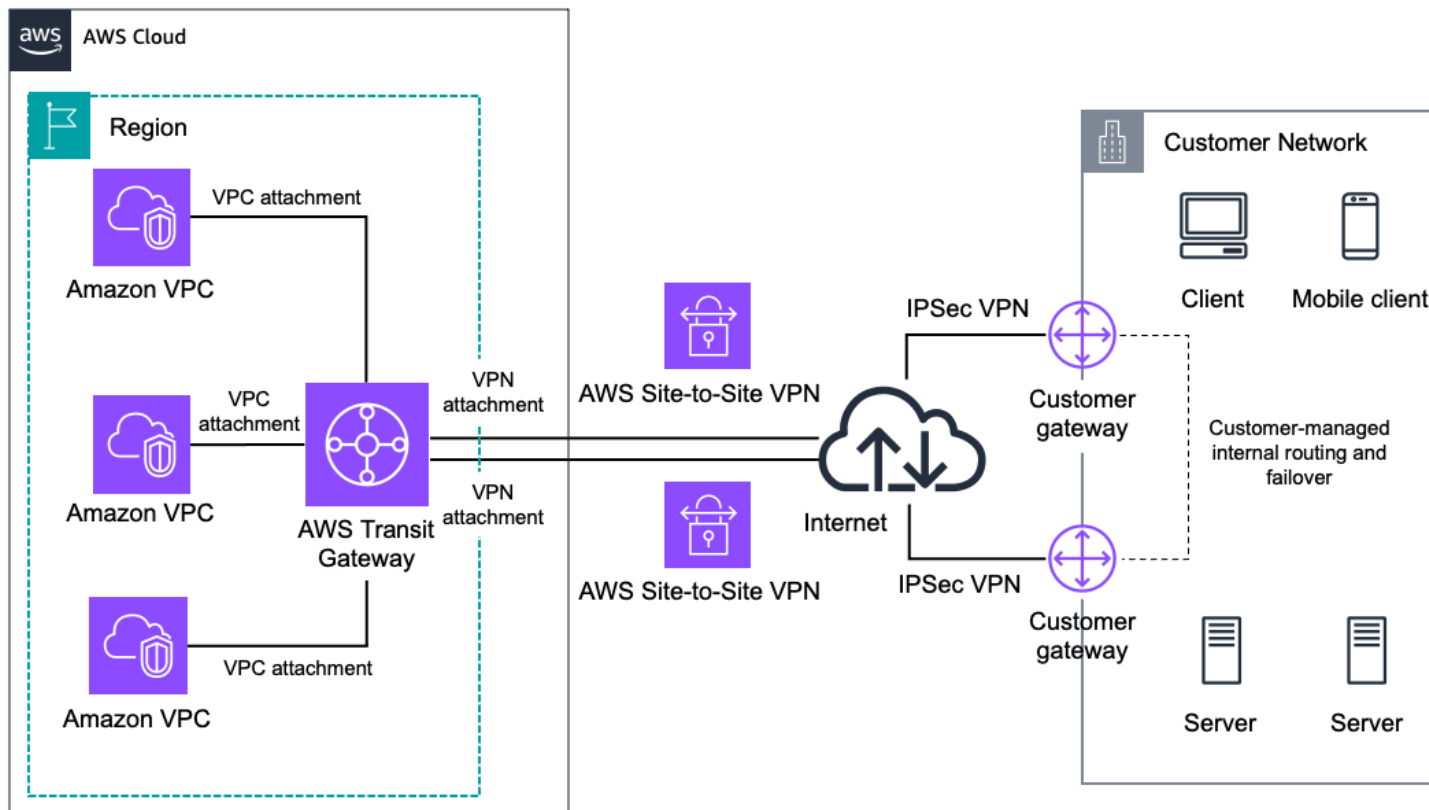 aws
AWS Cloud
Region
VPC attachment
Amazon VPC
VPC
attachment
Amazon VPC
AWS Transit
Gateway
VPC attachment
Amazon VPC
VPN
attachment
VPN
attachment
AWS Site-to-Site VPN
AWS Site-to-Site VPN
Internet
IPSec VPN
IPSec VPN
Customer Network
Client
Mobile client
Customer
gateway
Customer-managed
internal routing and
failover
Customer
gateway
Server
Server